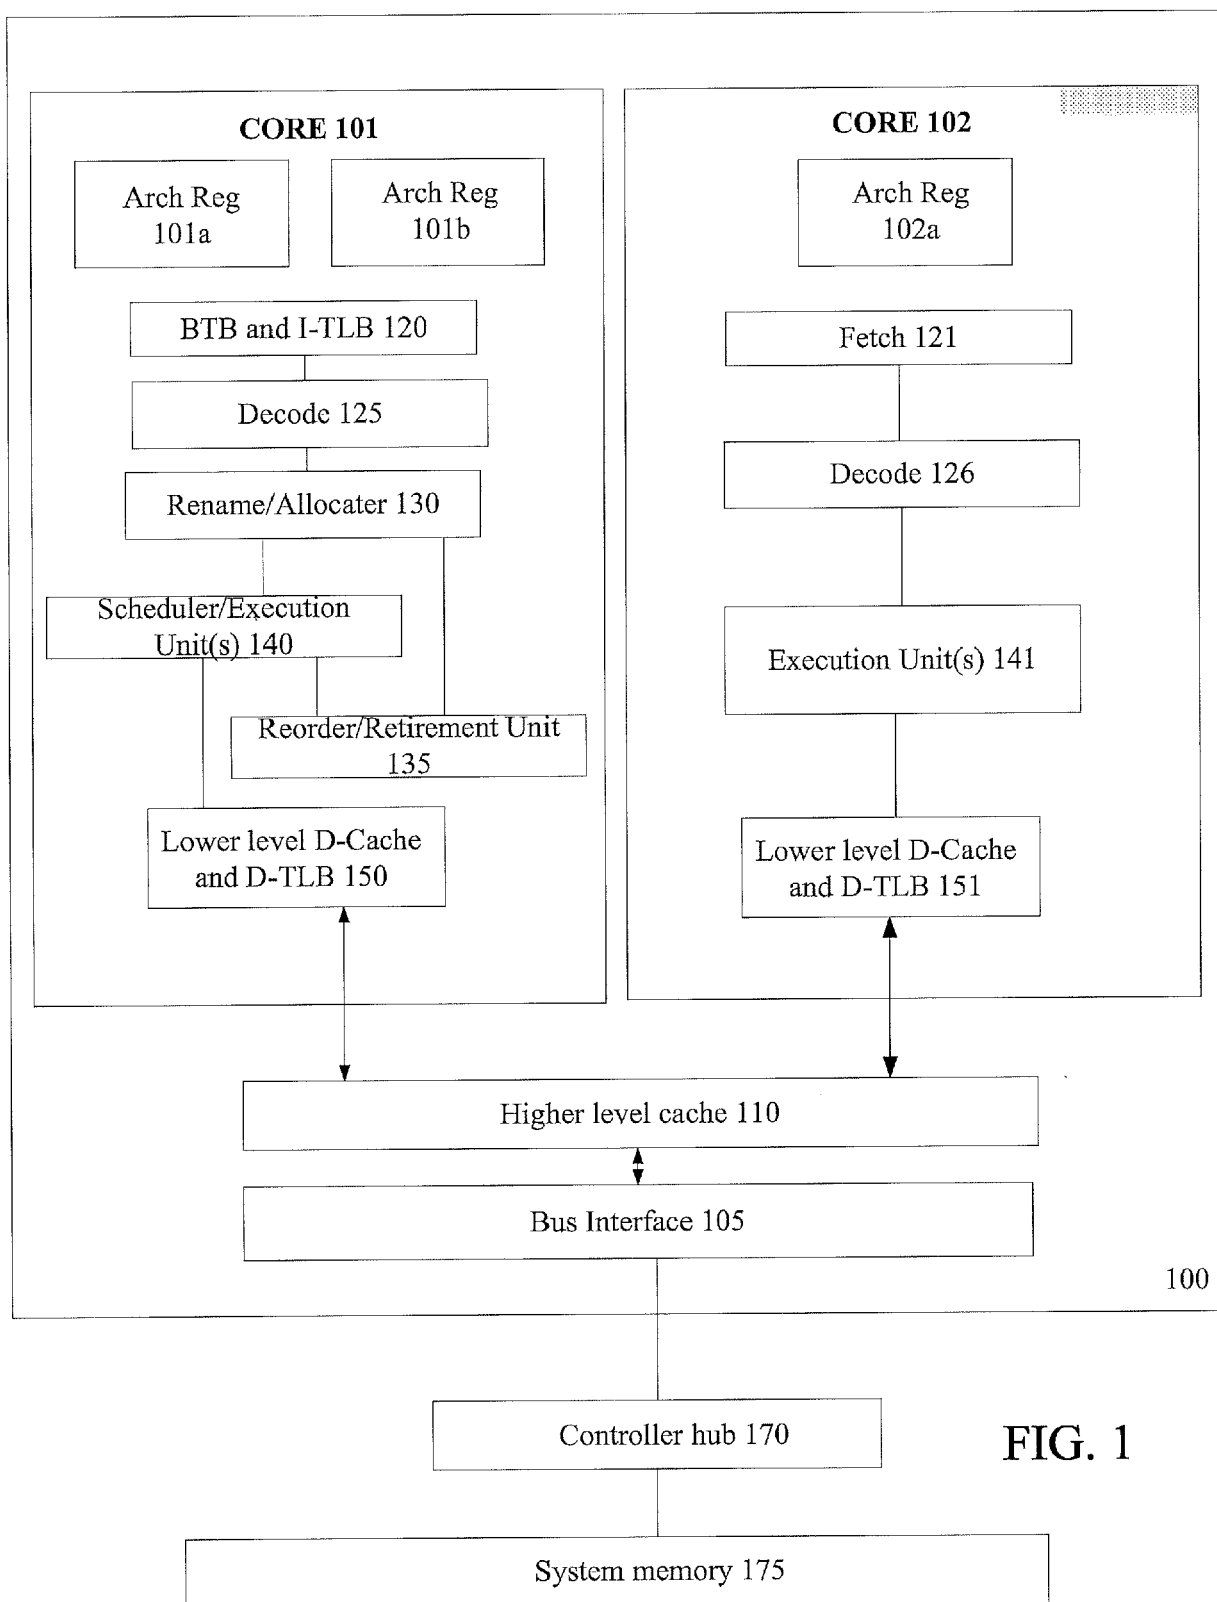 CORE 101
Arch Reg
101a
Arch Reg
101b
BTB and I-TLB 120
Decode 125
Rename/Allocater 130
Scheduler/Execution
Unit(s) 140
Reorder/Retirement Unit
135
Lower level D-Cache
and D-TLB 150
CORE 102
Arch Reg
102a
Fetch 121
Decode 126
Execution Unit(s) 141
Lower level D-Cache
and D-TLB 151
Higher level cache 110
Bus Interface 105
100
Controller hub 170
FIG. 1
System memory 175